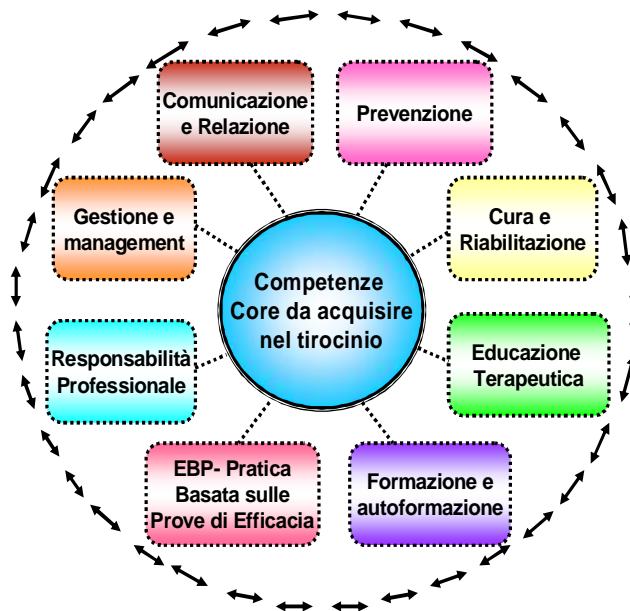 Comunicazione
e Relazione
Prevenzione
Gestione e
management
Cura e
Riabilitazione
Competenze
Core da acquisire
nel tirocinio
Responsabilità
Professionale
Educazione
Terapeutica
EBP- Pratica
Basata sulle
Prove di Efficacia
Formazione e
autoformazione